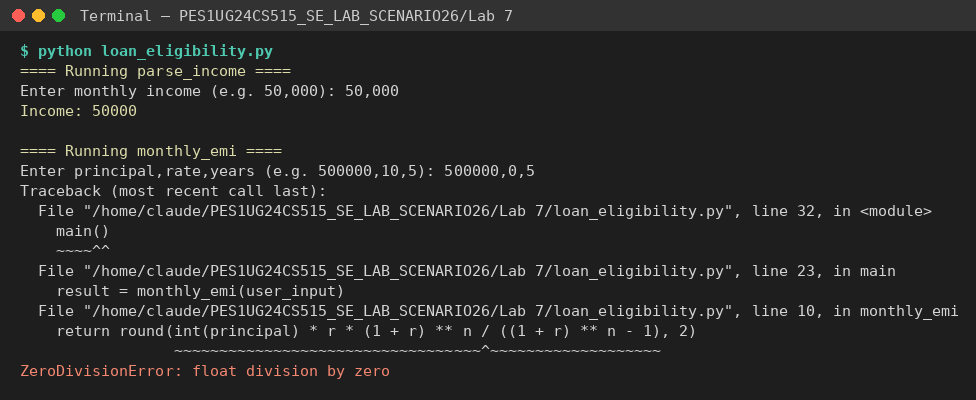 Terminal — PES1UG24CS515_SE_LAB_SCENARIO26/Lab 7
$ python loan_eligibility.py
==== Running parse_income ====
Enter monthly income (e.g. 50,000): 50,000
Income: 50000

==== Running monthly_emi ====
Enter principal,rate,years (e.g. 500000,10,5): 500000,0,5
Traceback (most recent call last):
  File "/home/claude/PES1UG24CS515_SE_LAB_SCENARIO26/Lab 7/loan_eligibility.py", line 32, in <module>
    main()
    ~~~~^^
  File "/home/claude/PES1UG24CS515_SE_LAB_SCENARIO26/Lab 7/loan_eligibility.py", line 23, in main
    result = monthly_emi(user_input)
  File "/home/claude/PES1UG24CS515_SE_LAB_SCENARIO26/Lab 7/loan_eligibility.py", line 10, in monthly_emi
    return round(int(principal) * r * (1 + r) ** n / ((1 + r) ** n - 1), 2)
                 ~~~~~~~~~~~~~~~~~~~~~~~~~~~~~~~~~~^~~~~~~~~~~~~~~~~~~~
ZeroDivisionError: float division by zero